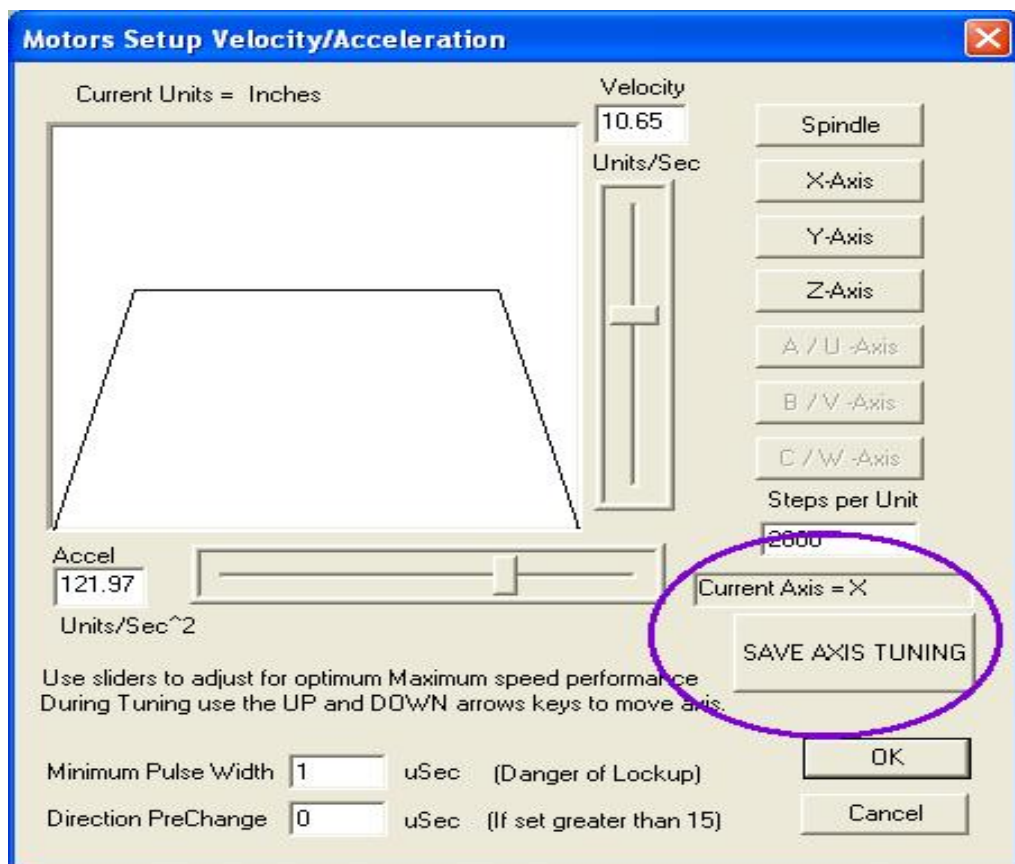 Motors Setup Velocity/Acceleration
Current Units = Inches
Velocity
10.65
Units/Sec
Spindle
X-Axis
Y-Axis
Z-Axis
A / U -Axis
B / V -Axis
C / W -Axis
Steps per Unit
2000
Accel
121.97
Units/Sec^2
Current Axis = X
SAVE AXIS TUNING
Use sliders to adjust for optimum Maximum speed performance
During Tuning use the UP and DOWN arrows keys to move axis.
Minimum Pulse Width 1 uSec (Danger of Lockup)
Direction PreChange 0 uSec (If set greater than 15)
OK
Cancel